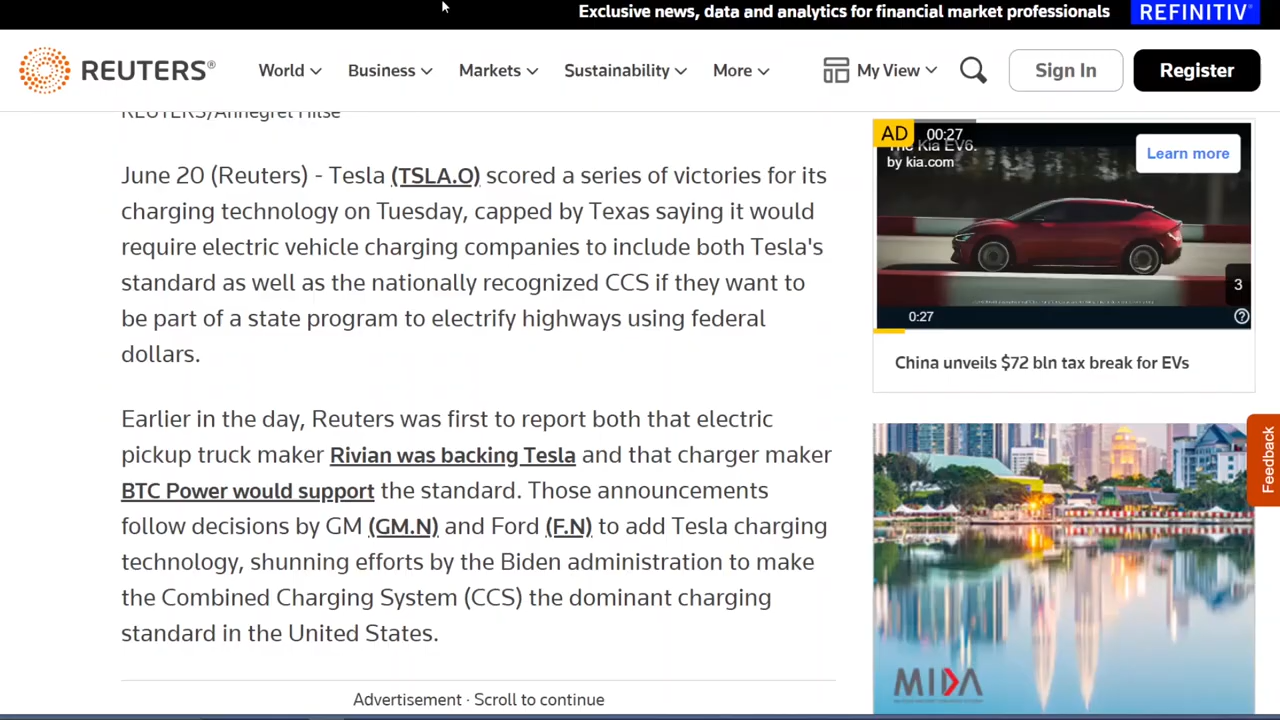 Exclusive news, data and analytics for financial market professionals REFINITIV
REUTERS® World Business Markets Sustainability More My View Sign In Register
REUTERS/Annegret Hilse
June 20 (Reuters) - Tesla (TSLA.O) scored a series of victories for its
charging technology on Tuesday, capped by Texas saying it would
require electric vehicle charging companies to include both Tesla's
standard as well as the nationally recognized CCS if they want to
be part of a state program to electrify highways using federal
dollars.
Earlier in the day, Reuters was first to report both that electric
pickup truck maker Rivian was backing Tesla and that charger maker
BTC Power would support the standard. Those announcements
follow decisions by GM (GM.N) and Ford (F.N) to add Tesla charging
technology, shunning efforts by the Biden administration to make
the Combined Charging System (CCS) the dominant charging
standard in the United States.
Advertisement · Scroll to continue
AD 00:27
The Kia EV6.
by kia.com
Learn more
3
0:27
China unveils $72 bln tax break for EVs
Feedback
MIDA